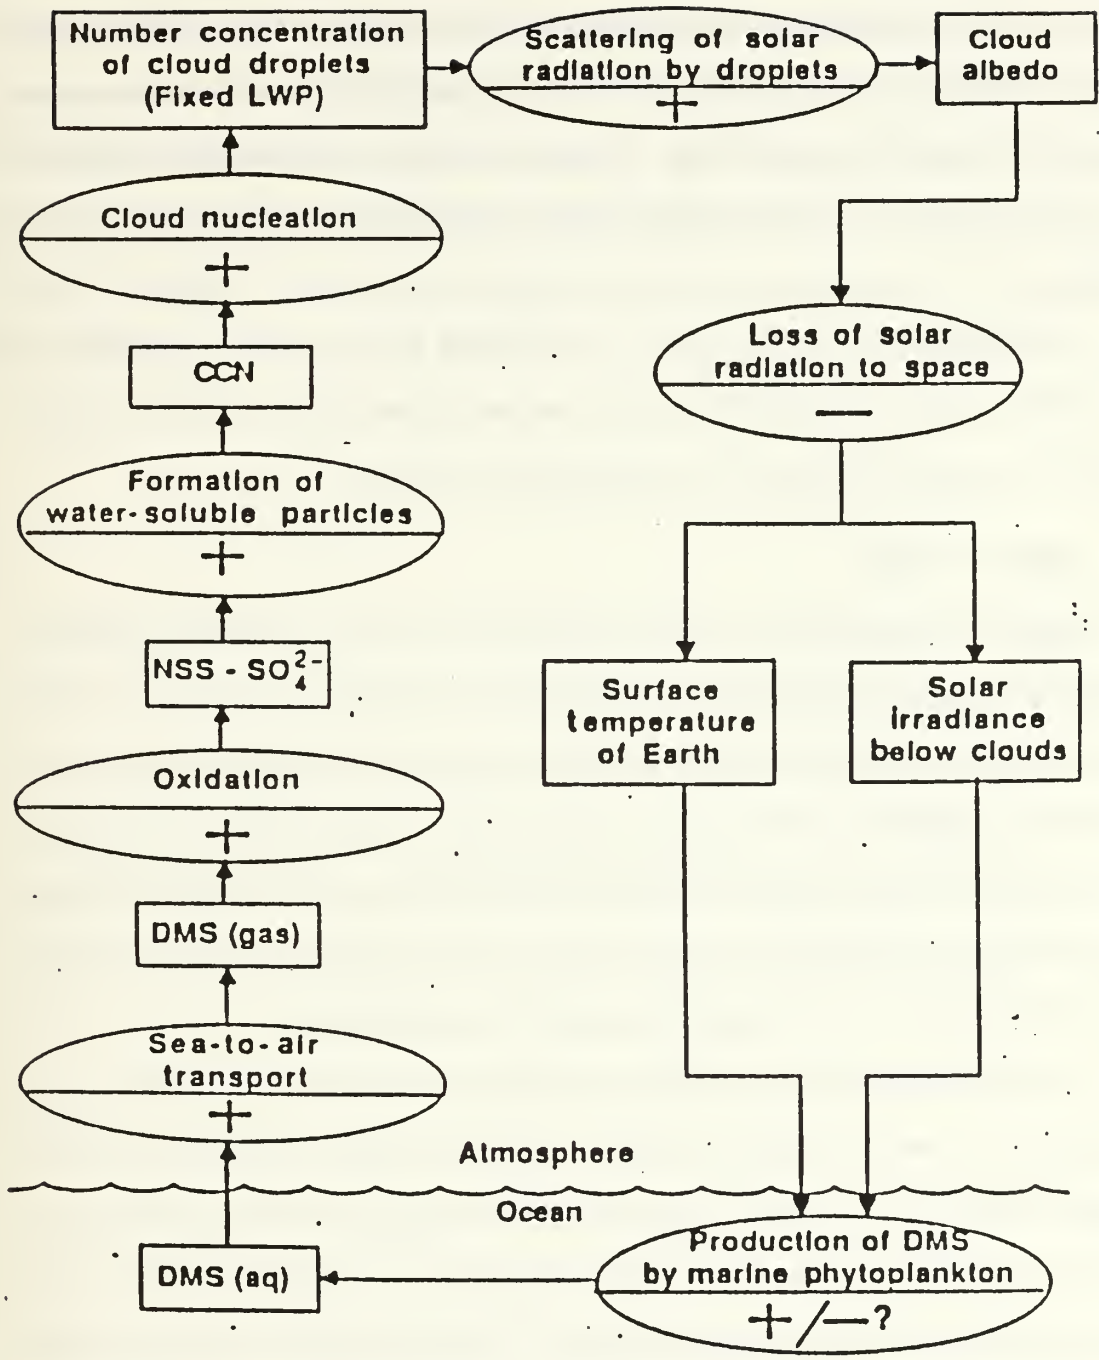 Number concentration
of cloud droplets
(Fixed LWP)
Scattering of solar
radiation by droplets
+
Cloud
albedo
Cloud nucleation
+
Loss of solar
radiation to space
—
CCN
Formation of
water-soluble particles
+
NSS - SO₄²⁻
Surface
temperature
of Earth
Solar
irradiance
below clouds
Oxidation
+
DMS (gas)
Sea-to-air
transport
+
Atmosphere
Ocean
DMS (aq)
Production of DMS
by marine phytoplankton
+/—?